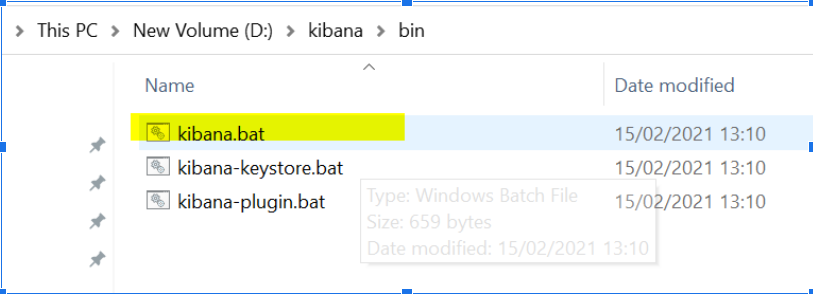 This PC > New Volume (D:) > kibana > bin
Name Date modified
kibana.bat 15/02/2021 13:10
kibana-keystore.bat 15/02/2021 13:10
kibana-plugin.bat 15/02/2021 13:10
Type: Windows Batch File
Size: 659 bytes
Date modified: 15/02/2021 13:10